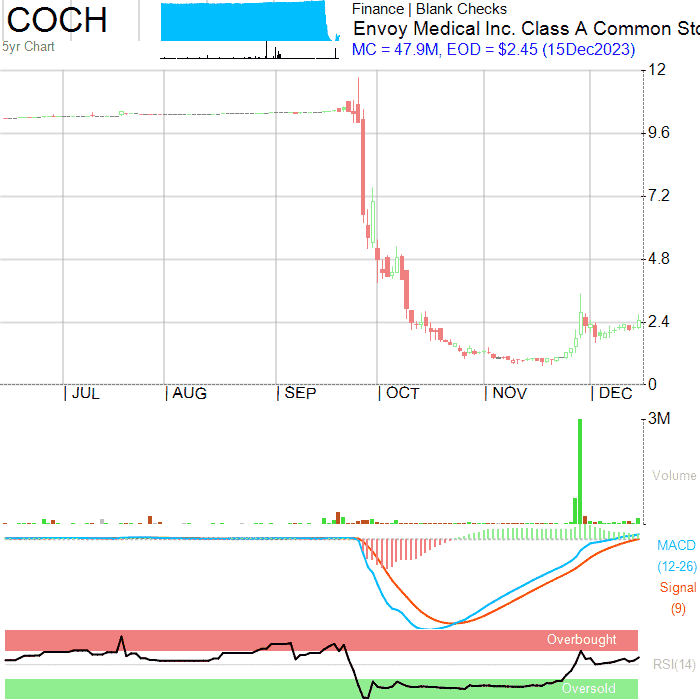 COCH
5yr Chart
Finance | Blank Checks
Envoy Medical Inc. Class A Common Sto
MC = 47.9M, EOD = $2.45 (15Dec2023)
12
9.6
7.2
4.8
2.4
0
| JUL | AUG | SEP | OCT | NOV | DEC
3M
Volume
MACD
(12-26)
Signal
(9)
Overbought
RSI(14)
Oversold